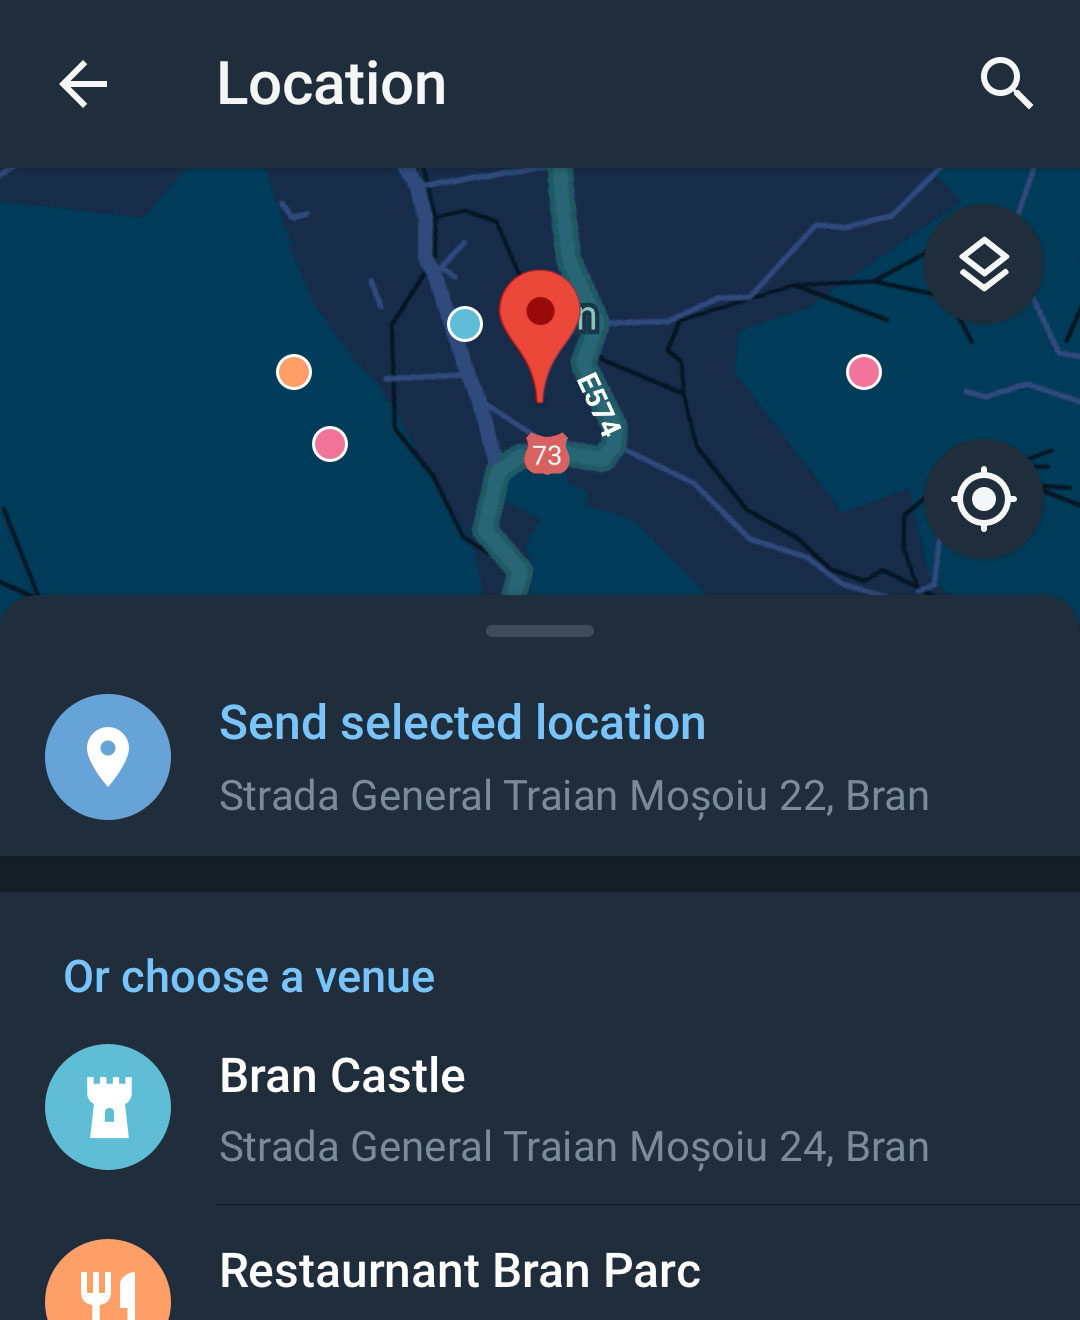 Location
n
E574
73
Send selected location
Strada General Traian Moșoiu 22, Bran
Or choose a venue
Bran Castle
Strada General Traian Moșoiu 24, Bran
Restaurnant Bran Parc